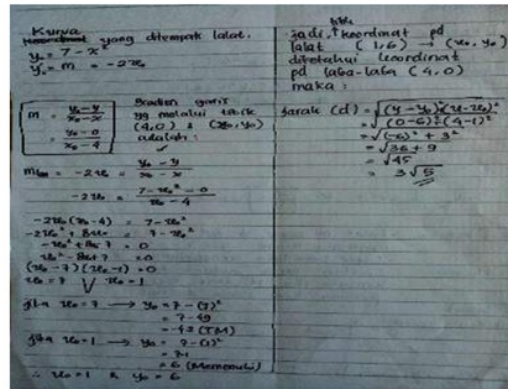 Kurva
yang ditempati lalat.
y₀ = 7 - x²
y₀' = m = -2x₀
m = (y₀ - y)/(x₀ - x)
= (y₀ - 0)/(x₀ - 4)
Gradien garis
yg melalui titik
(4,0) & (x₀, y₀)
adalah :
= -2x₀ = (y₀ - y)/(x₀ - x)
-2x₀ = (7 - x₀² - 0)/(x₀ - 4)
-2x₀(x₀ - 4) = 7 - x₀²
-2x₀² + 8x₀ = 7 - x₀²
-x₀² + 8x - 7 = 0
x₀² - 8x + 7 = 0
(x₀ - 7)(x₀ - 1) = 0
x₀ = 7 V x₀ = 1
jika x₀ = 7 → y₀ = 7 - (7)²
= 7 - 49
= -42 (TM)
jika x₀ = 1 → y₀ = 7 - (1)²
= 7-1
= 6 (Memenuhi)
∴ x₀ = 1 & y₀ = 6
jadi, titik koordinat pd
lalat (1,6) → (x₀, y₀)
diketahui koordinat
pd laba-laba (4,0)
maka :
jarak (d) = √(y - y₀)² + (x - x₀)²
= √(0-6)² + (4-1)²
= √(-6)² + 3²
= √36 + 9
= √45
= 3√5